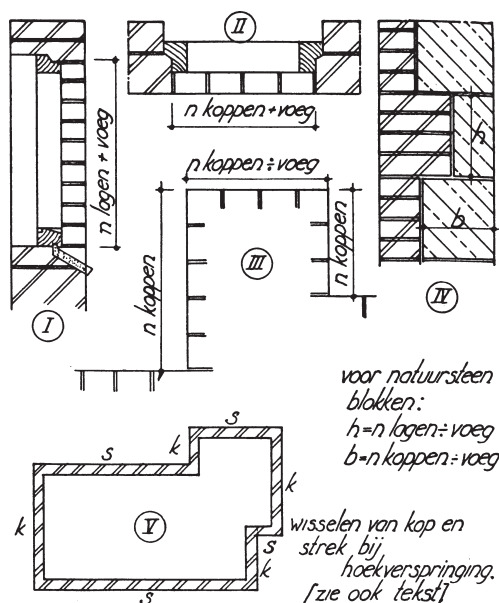 II
n koppen + voeg
n lagen + voeg
I
n koppen ÷ voeg
n koppen
III
n koppen
h
b
IV
voor natuursteen
blokken:
h=n lagen ÷ voeg
b=n koppen ÷ voeg
s
s
k
k
k
V
s
k
s
wisselen van kop en
strek bij
hoekverspringing.
[zie ook tekst]